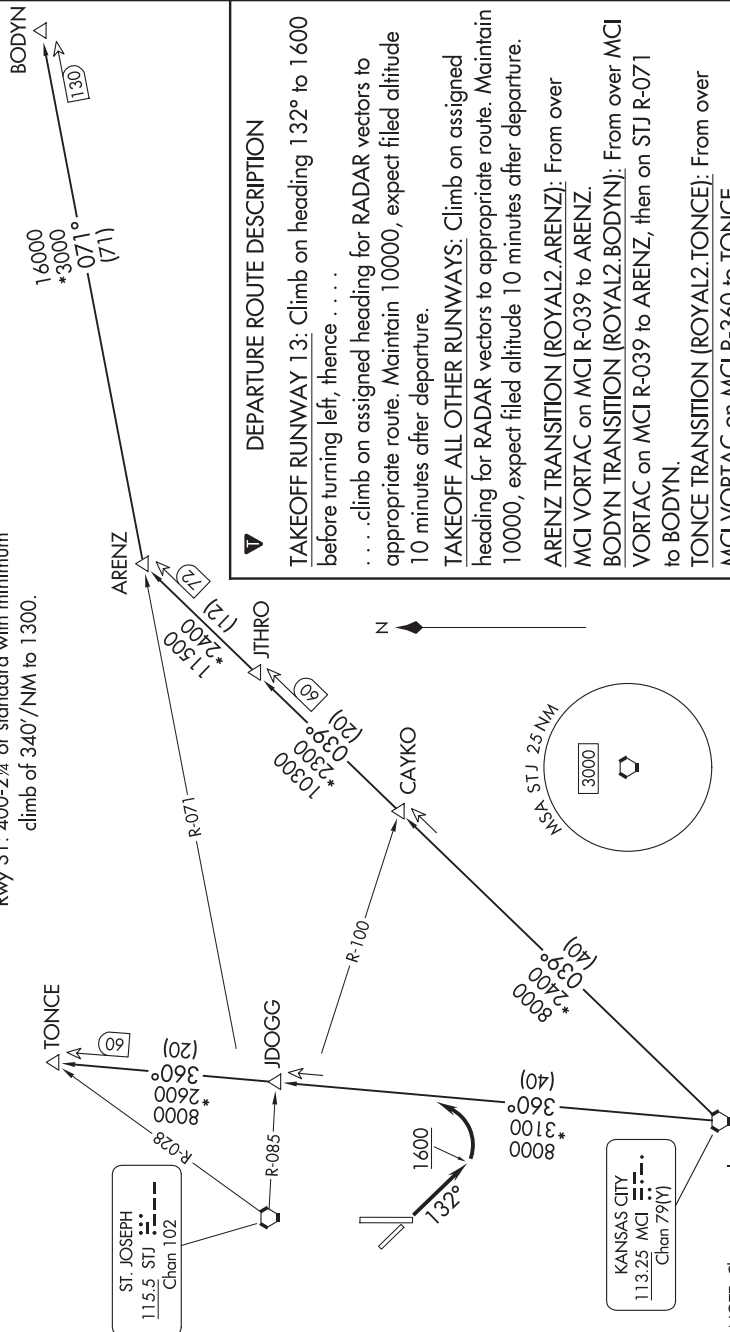 Rwy 31: 400-2¼ or standard with minimum
climb of 340'/NM to 1300.
BODYN
130
16000
*3000
071°
(71)
ARENZ
72
11500
*2400
(12)
JTHRO
60
10300
*2300
039°
(20)
CAYKO
8000
*2400
039°
(40)
R-071
R-100
TONCE
60
8000
*2600
360°
(20)
JDOGG
R-028
R-085
8000
*3100
360°
(40)
ST. JOSEPH
115.5 STJ
Chan 102
1600
132°
KANSAS CITY
113.25 MCI
Chan 79(Y)
N
MSA STJ 25 NM
3000
DEPARTURE ROUTE DESCRIPTION
T
TAKEOFF RUNWAY 13: Climb on heading 132° to 1600
before turning left, thence . . . .
. . . .climb on assigned heading for RADAR vectors to
appropriate route. Maintain 10000, expect filed altitude
10 minutes after departure.
TAKEOFF ALL OTHER RUNWAYS: Climb on assigned
heading for RADAR vectors to appropriate route. Maintain
10000, expect filed altitude 10 minutes after departure.
ARENZ TRANSITION (ROYAL2.ARENZ): From over
MCI VORTAC on MCI R-039 to ARENZ.
BODYN TRANSITION (ROYAL2.BODYN): From over MCI
VORTAC on MCI R-039 to ARENZ, then on STJ R-071
to BODYN.
TONCE TRANSITION (ROYAL2.TONCE): From over
MCI VORTAC on MCI R-360 to TONCE